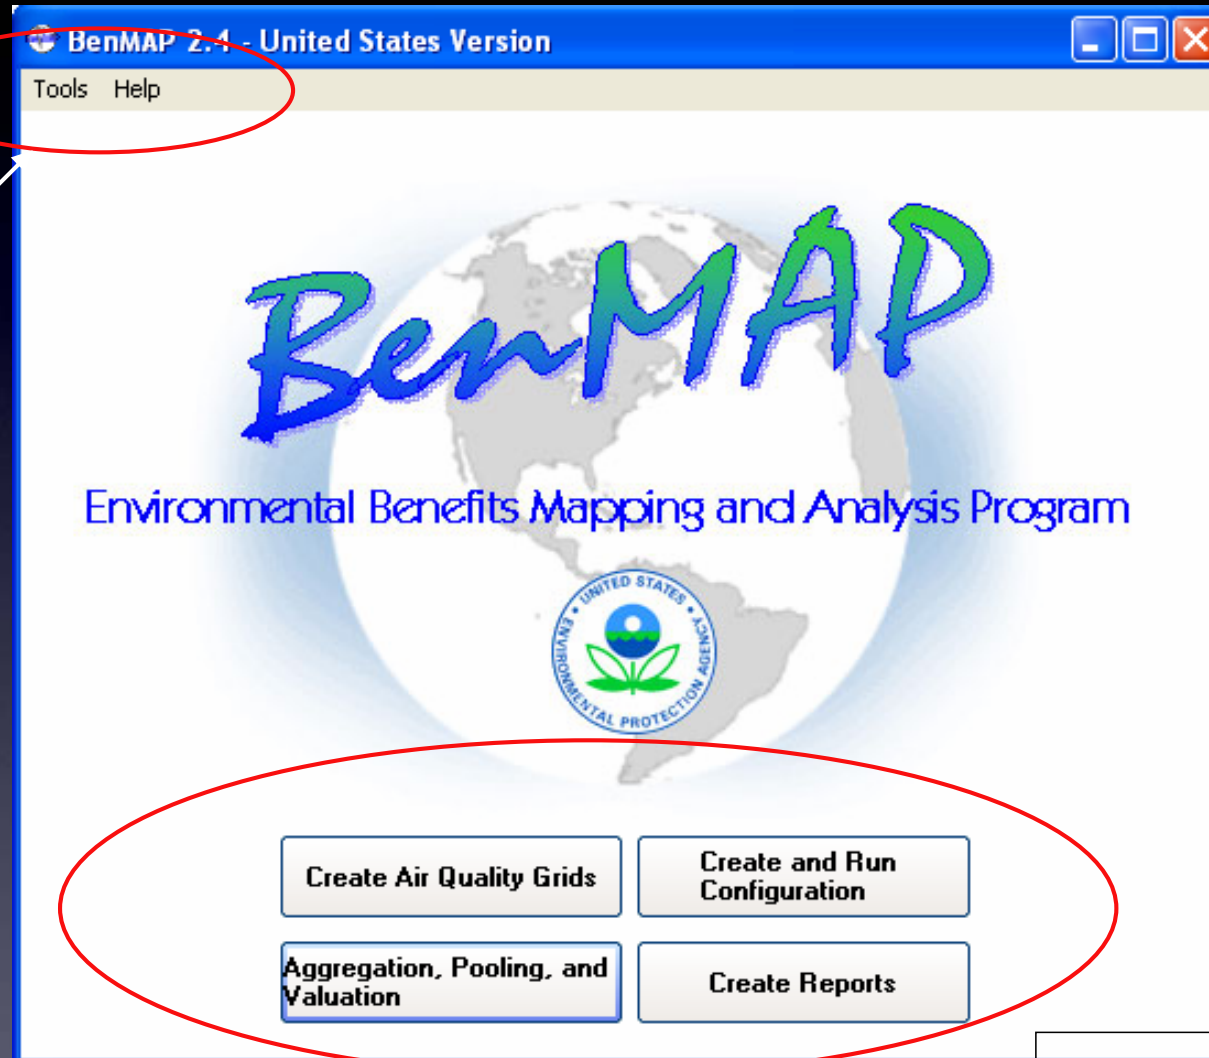 BenMAP 2.4 - United States Version
Tools Help
BenMAP
Environmental Benefits Mapping and Analysis Program
UNITED STATES
ENVIRONMENTAL PROTECTION AGENCY
Create Air Quality Grids
Create and Run
Configuration
Aggregation, Pooling, and
Valuation
Create Reports